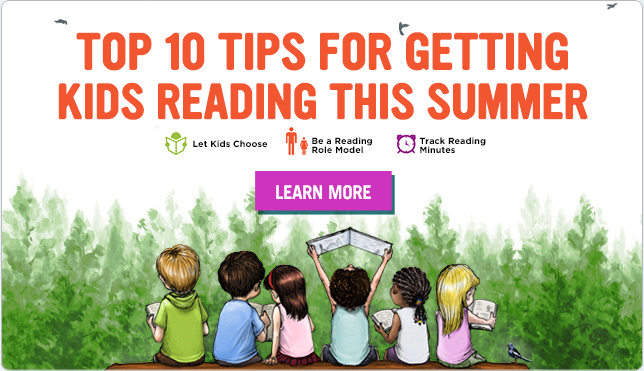 TOP 10 TIPS FOR GETTING
KIDS READING THIS SUMMER
Let Kids Choose
Be a Reading
Role Model
Track Reading
Minutes
LEARN MORE